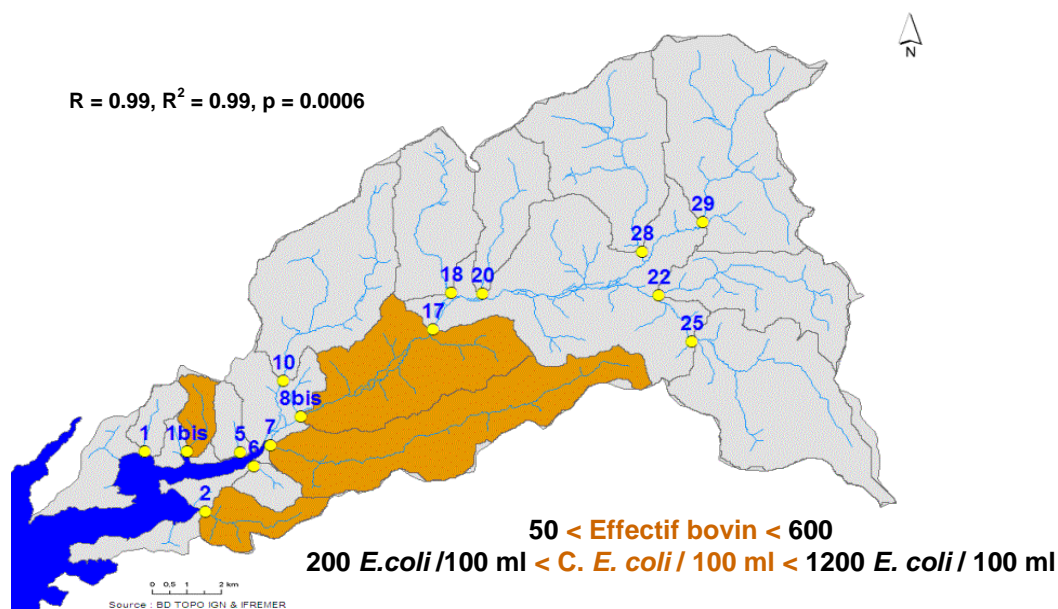 N
R = 0.99, R² = 0.99, p = 0.0006
29
28
18
20
22
17
25
10
8bis
1
1bis
5
7
6
2
50 < Effectif bovin < 600
200 E.coli /100 ml < C. E. coli / 100 ml < 1200 E. coli / 100 ml
0 0,5 1 2 km
Source : BD TOPO IGN & IFREMER